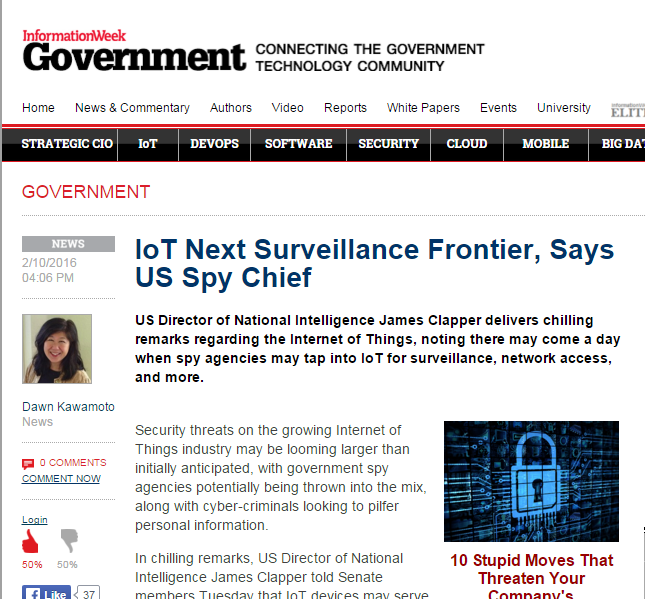 InformationWeek
Government
CONNECTING THE GOVERNMENT
TECHNOLOGY COMMUNITY
Home News & Commentary Authors Video Reports White Papers Events University
ELIT
STRATEGIC CIO IoT DEVOPS SOFTWARE SECURITY CLOUD MOBILE BIG DA
GOVERNMENT
NEWS
2/10/2016
04:06 PM
Dawn Kawamoto
News
0 COMMENTS
COMMENT NOW
Login
50% 50%
Like 37
IoT Next Surveillance Frontier, Says
US Spy Chief
US Director of National Intelligence James Clapper delivers chilling
remarks regarding the Internet of Things, noting there may come a day
when spy agencies may tap into IoT for surveillance, network access,
and more.
Security threats on the growing Internet of
Things industry may be looming larger than
initially anticipated, with government spy
agencies potentially being thrown into the mix,
along with cyber-criminals looking to pilfer
personal information.
In chilling remarks, US Director of National
Intelligence James Clapper told Senate
members Tuesday that IoT devices may serve
10 Stupid Moves That
Threaten Your
Company's